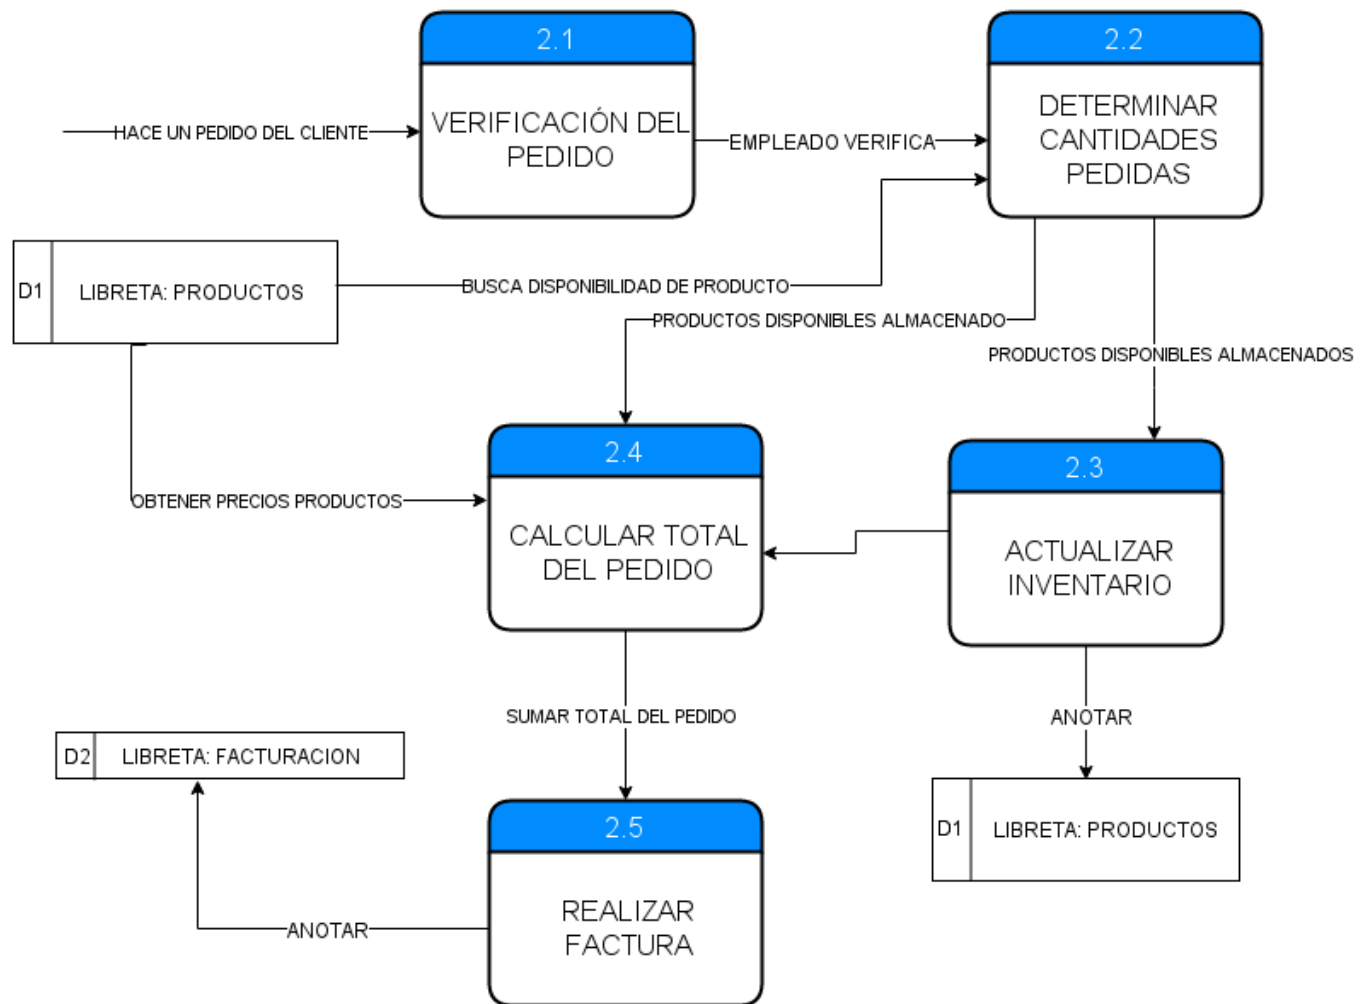 2.1
2.2
VERIFICACIÓN DEL
PEDIDO
DETERMINAR
CANTIDADES
PEDIDAS
HACE UN PEDIDO DEL CLIENTE
EMPLEADO VERIFICA
D1
LIBRETA: PRODUCTOS
BUSCA DISPONIBILIDAD DE PRODUCTO
PRODUCTOS DISPONIBLES ALMACENADO
PRODUCTOS DISPONIBLES ALMACENADOS
2.4
2.3
OBTENER PRECIOS PRODUCTOS
CALCULAR TOTAL
DEL PEDIDO
ACTUALIZAR
INVENTARIO
SUMAR TOTAL DEL PEDIDO
ANOTAR
D2
LIBRETA: FACTURACION
D1
LIBRETA: PRODUCTOS
2.5
REALIZAR
FACTURA
ANOTAR